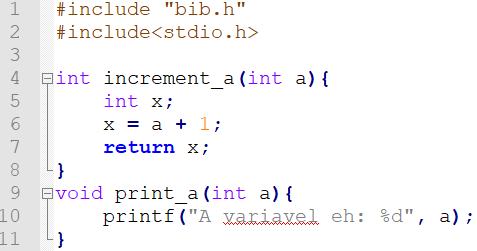 1 #include "bib.h"
2 #include<stdio.h>
3
4 int increment_a(int a){
5 int x;
6 x = a + 1;
7 return x;
8 }
9 void print_a(int a){
10 printf("A variavel eh: %d", a);
11 }